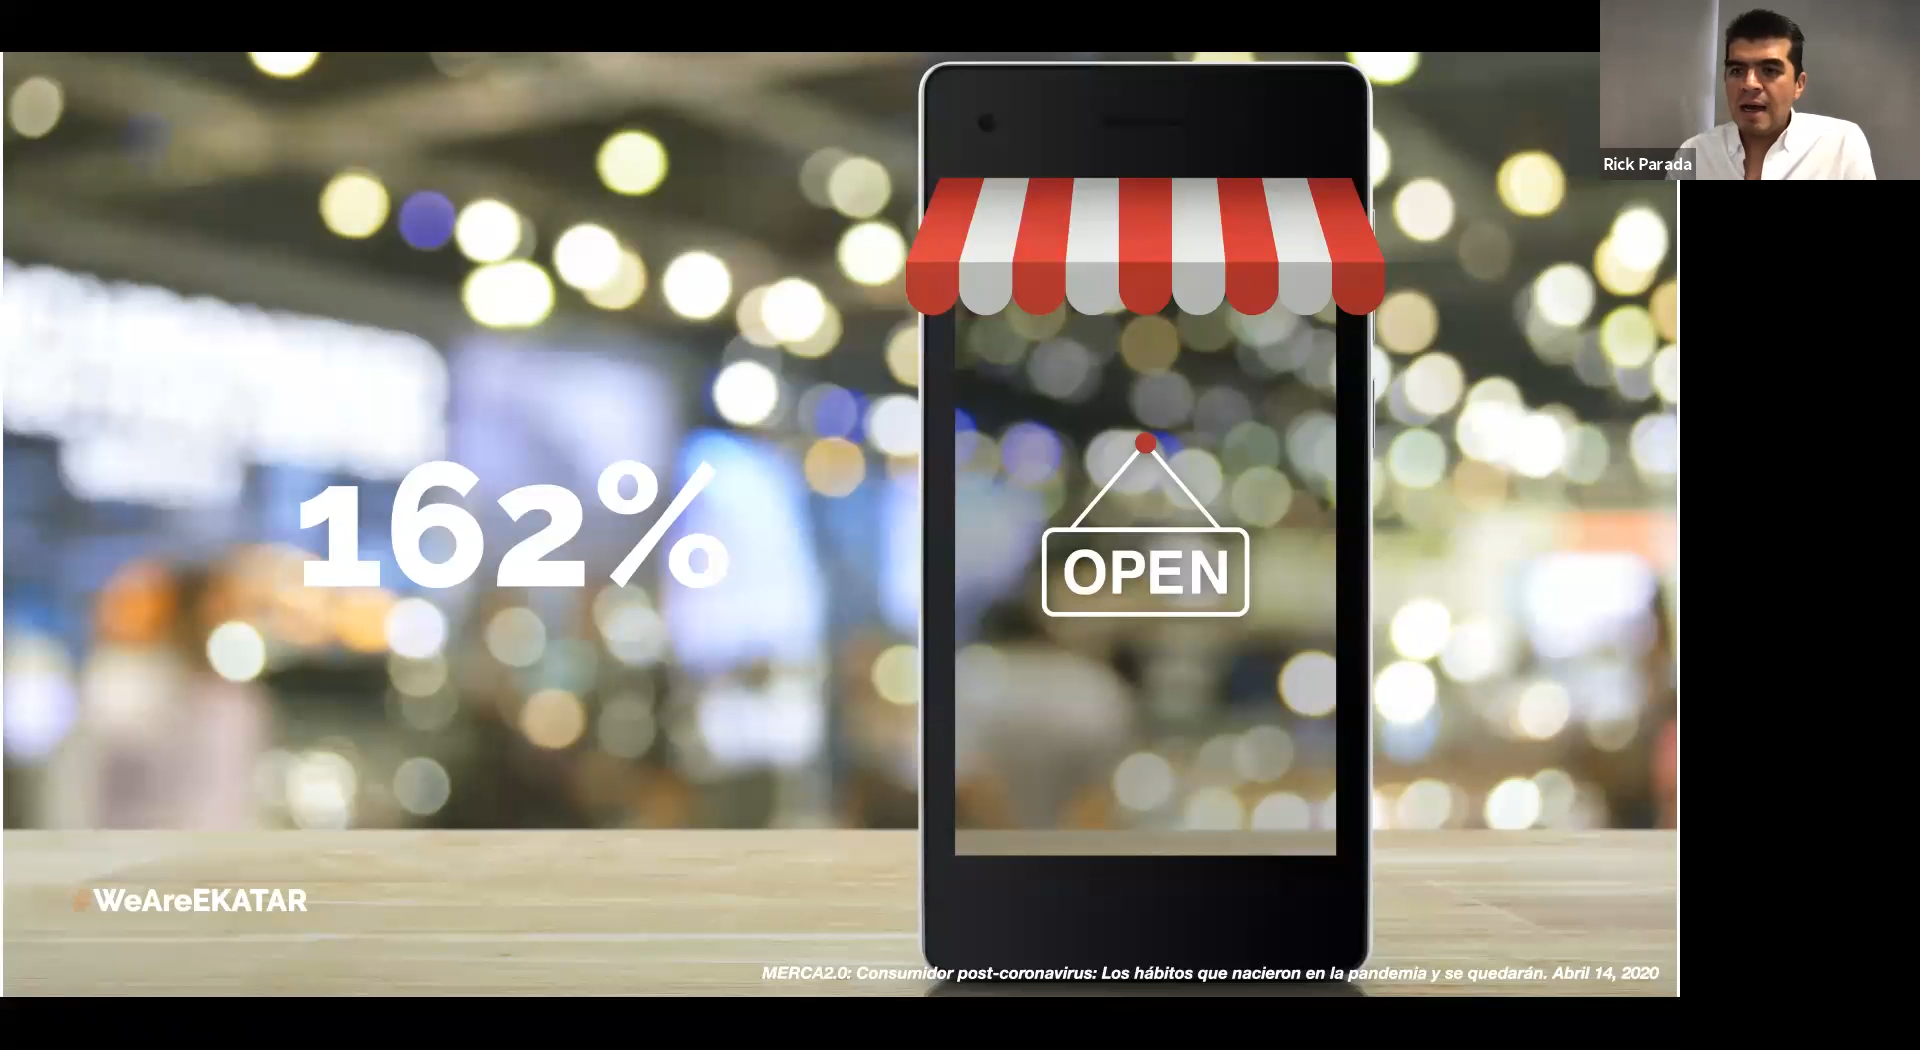 Rick Parada
162%
OPEN
#WeAreEKATAR
MERCA2.0: Consumidor post-coronavirus: Los hábitos que nacieron en la pandemia y se quedarán. Abril 14, 2020